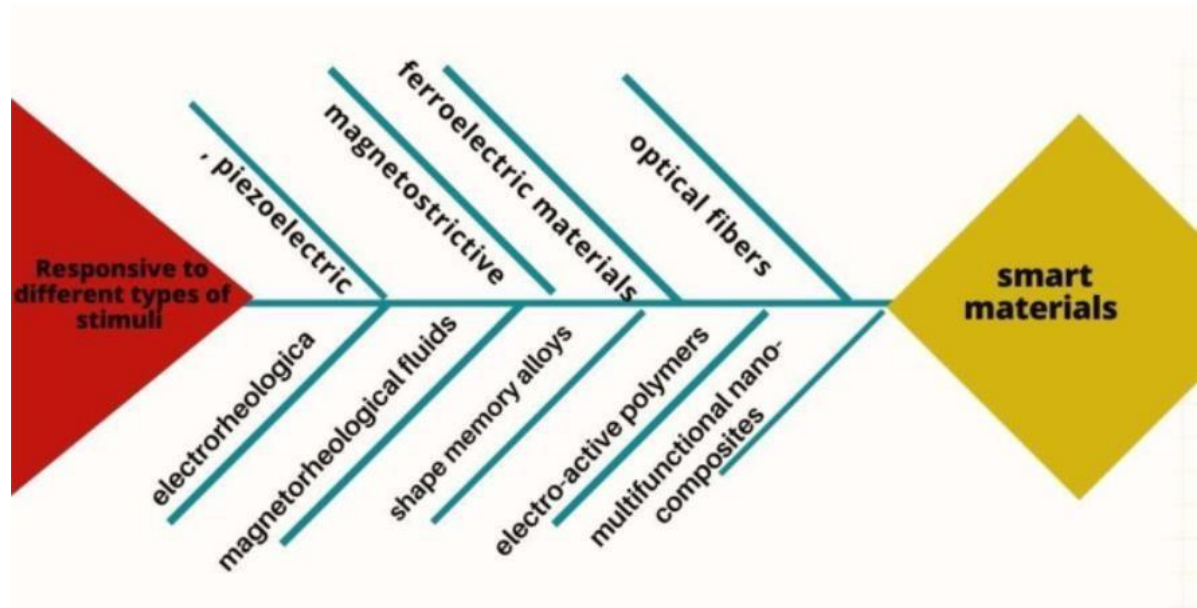 , piezoelectric
magnetostrictive
ferroelectric materials
optical fibers
Responsive to
different types of
stimuli
smart
materials
electrorheologica
magnetorheological fluids
shape memory alloys
electro-active polymers
multifunctional nano-
composites